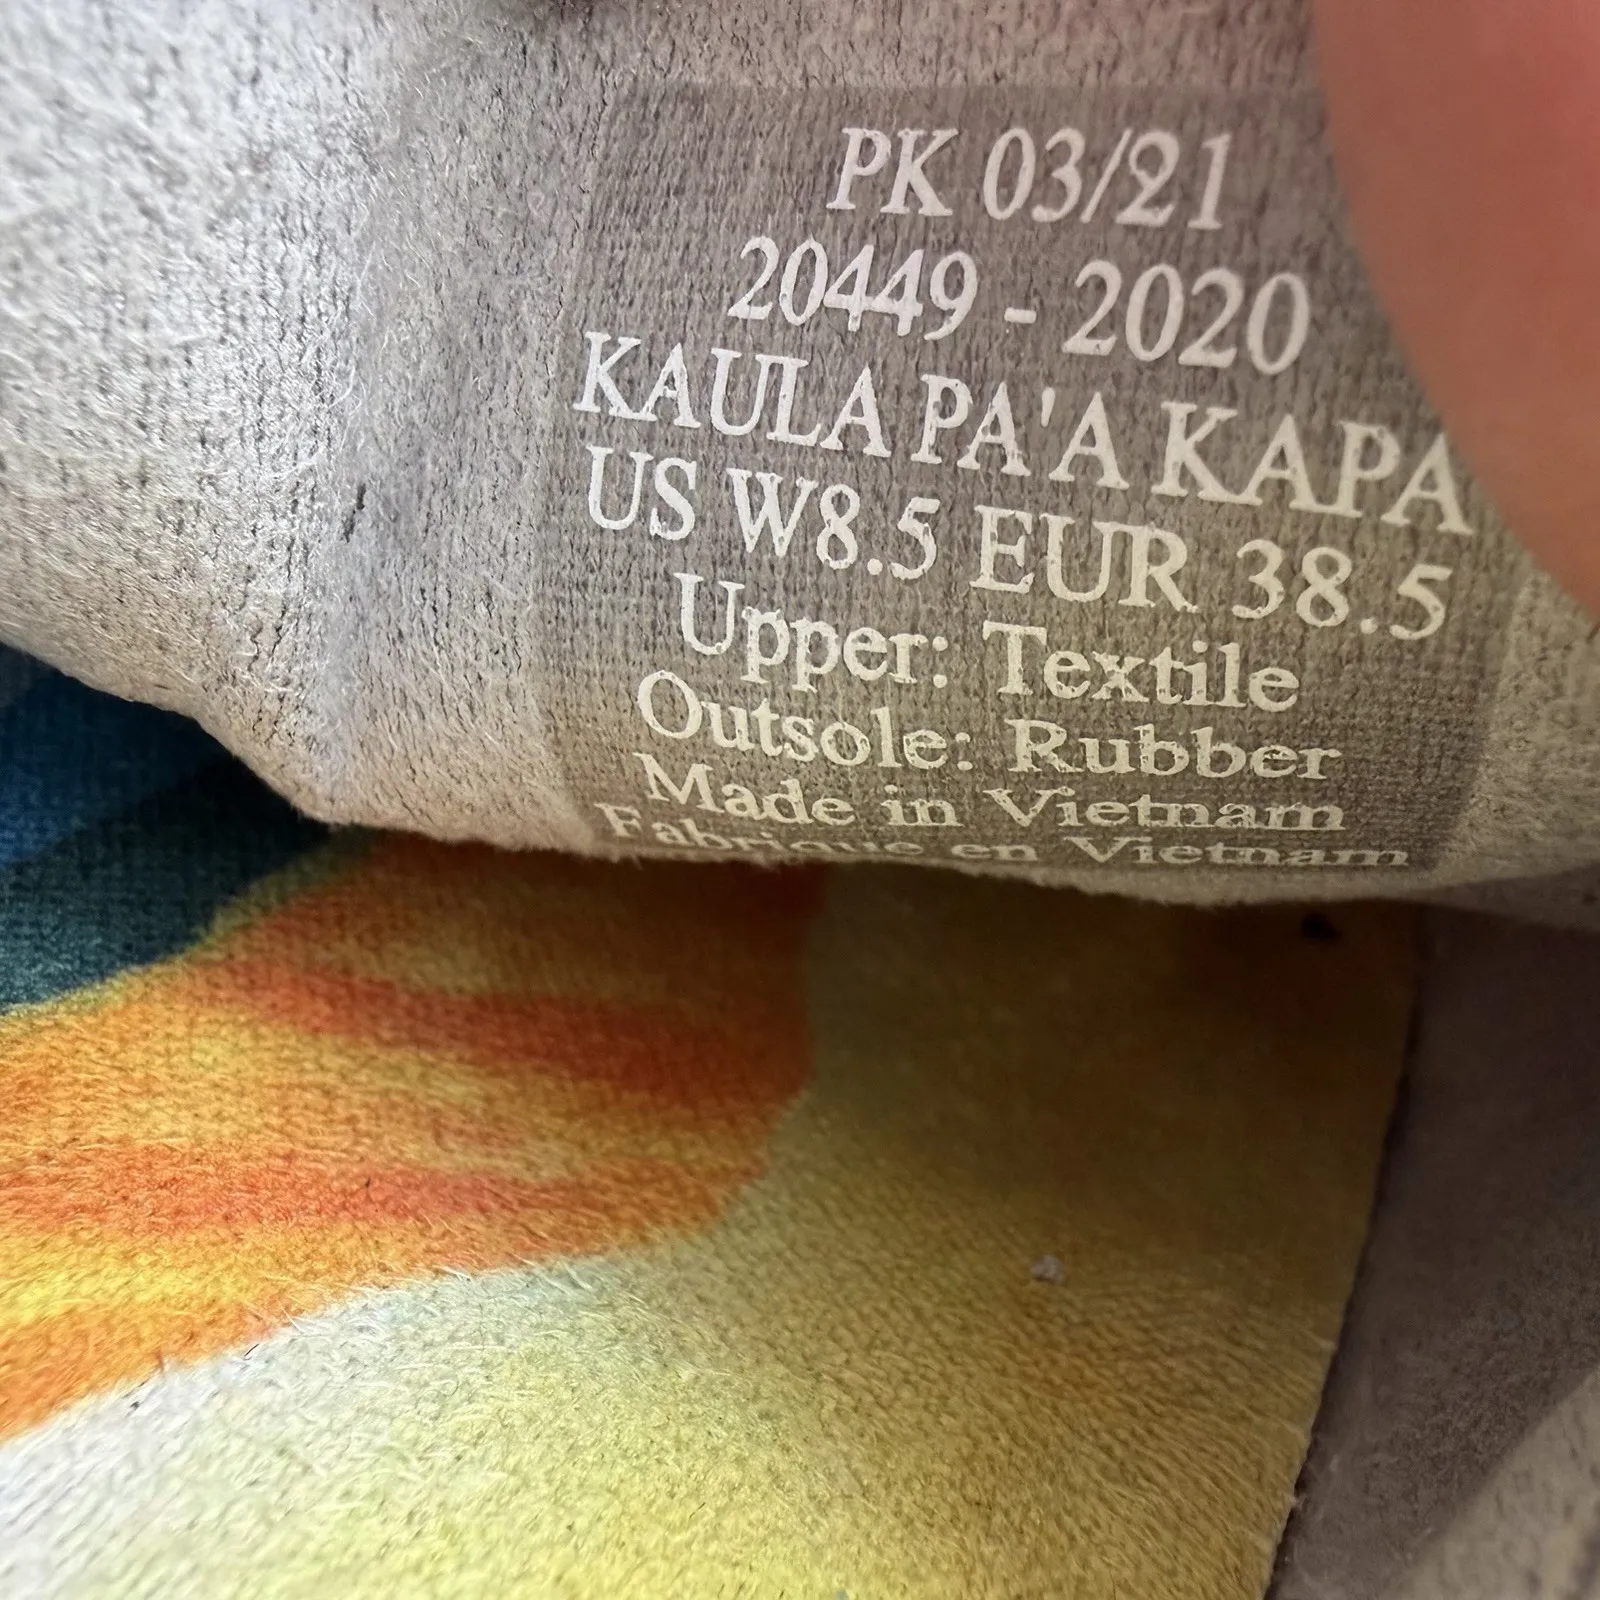 PK 03/21
20449 - 2020
KAULA PA'A KAPA
US W8.5 EUR 38.5
Upper: Textile
Outsole: Rubber
Made in Vietnam
Fabrique en Vietnam